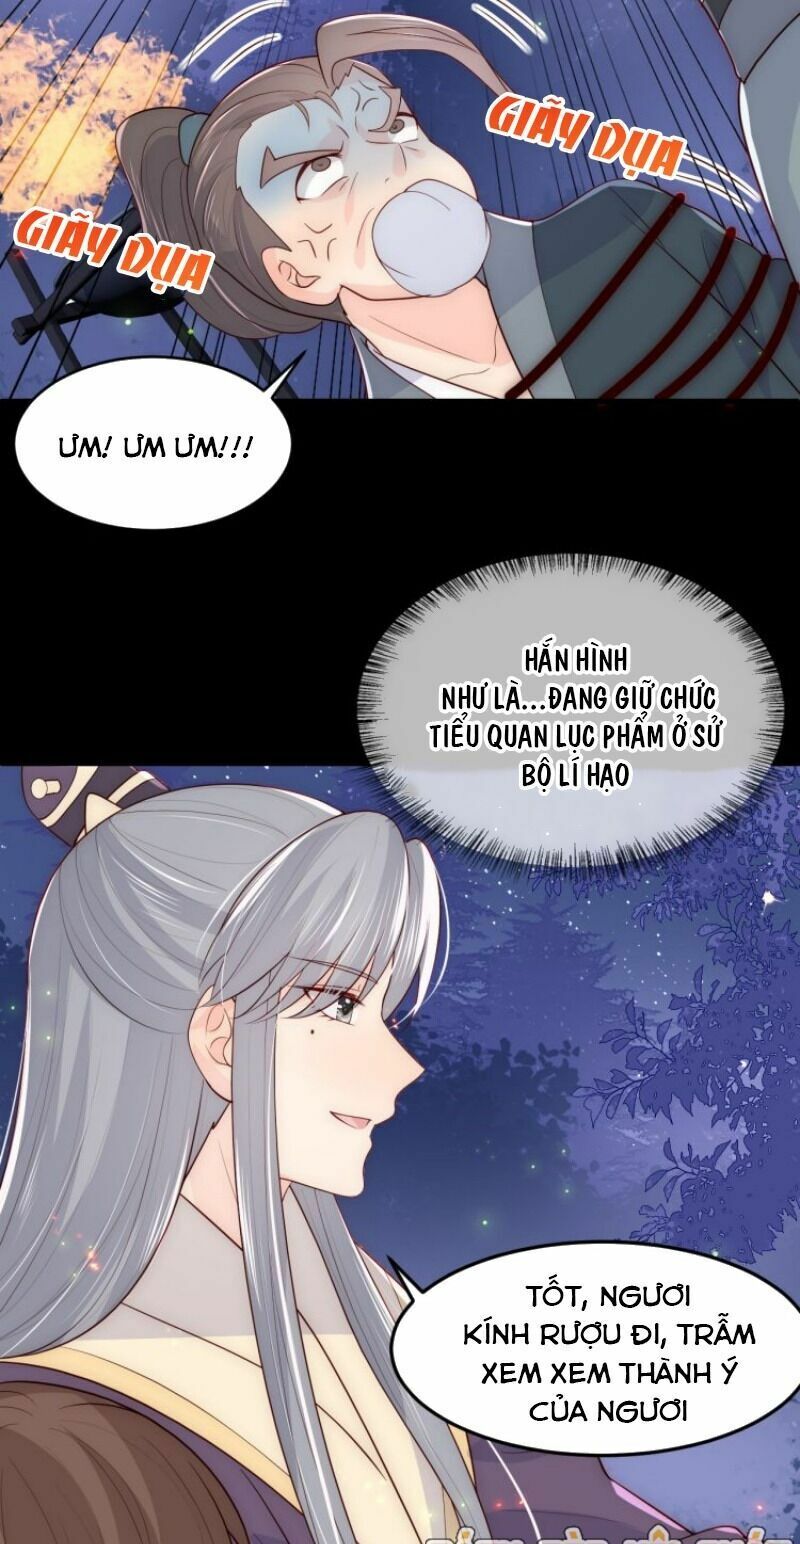 GIÃY DỤA
GIÃY DỤA
ƯM! ƯM ƯM!!!
HẮN HÌNH
NHƯ LÀ...ĐANG GIỮ CHỨC
TIỂU QUAN LỤC PHẨM Ở SỬ
BỘ LÍ HẠO
TỐT, NGƯƠI
KÍNH RƯỢU ĐI, TRẪM
XEM XEM THÀNH Ý
CỦA NGƯƠI